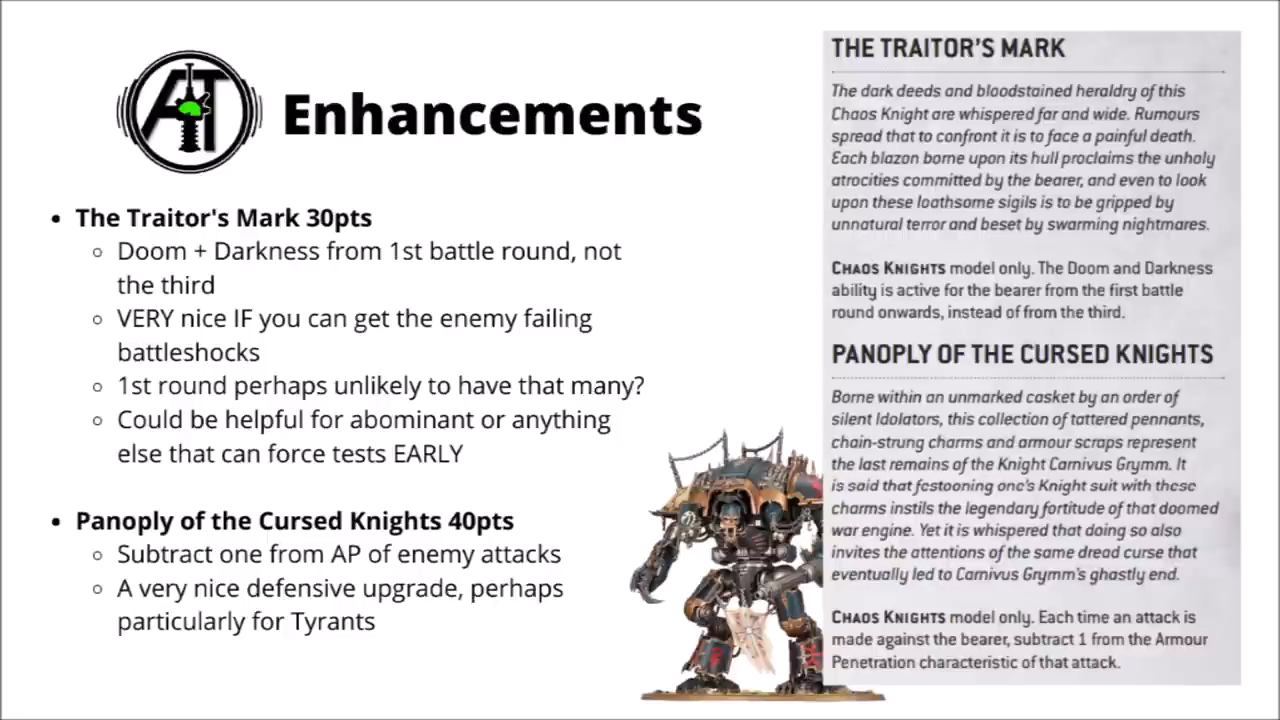 AT
Enhancements
• The Traitor's Mark 30pts
○ Doom + Darkness from 1st battle round, not
the third
○ VERY nice IF you can get the enemy failing
battleshocks
○ 1st round perhaps unlikely to have that many?
○ Could be helpful for abominant or anything
else that can force tests EARLY
• Panoply of the Cursed Knights 40pts
○ Subtract one from AP of enemy attacks
○ A very nice defensive upgrade, perhaps
particularly for Tyrants
THE TRAITOR'S MARK
The dark deeds and bloodstained heraldry of this
Chaos Knight are whispered far and wide. Rumours
spread that to confront it is to face a painful death.
Each blazon borne upon its hull proclaims the unholy
atrocities committed by the bearer, and even to look
upon these loathsome sigils is to be gripped by
unnatural terror and beset by swarming nightmares.
CHAOS KNIGHTS model only. The Doom and Darkness
ability is active for the bearer from the first battle
round onwards, instead of from the third.
PANOPLY OF THE CURSED KNIGHTS
Borne within an unmarked casket by an order of
silent Idolators, this collection of tattered pennants,
chain-strung charms and armour scraps represent
the last remains of the Knight Carnivus Grymm. It
is said that festooning one's Knight suit with these
charms instils the legendary fortitude of that doomed
war engine. Yet it is whispered that doing so also
invites the attentions of the same dread curse that
eventually led to Carnivus Grymm's ghastly end.
CHAOS KNIGHTS model only. Each time an attack is
made against the bearer, subtract 1 from the Armour
Penetration characteristic of that attack.